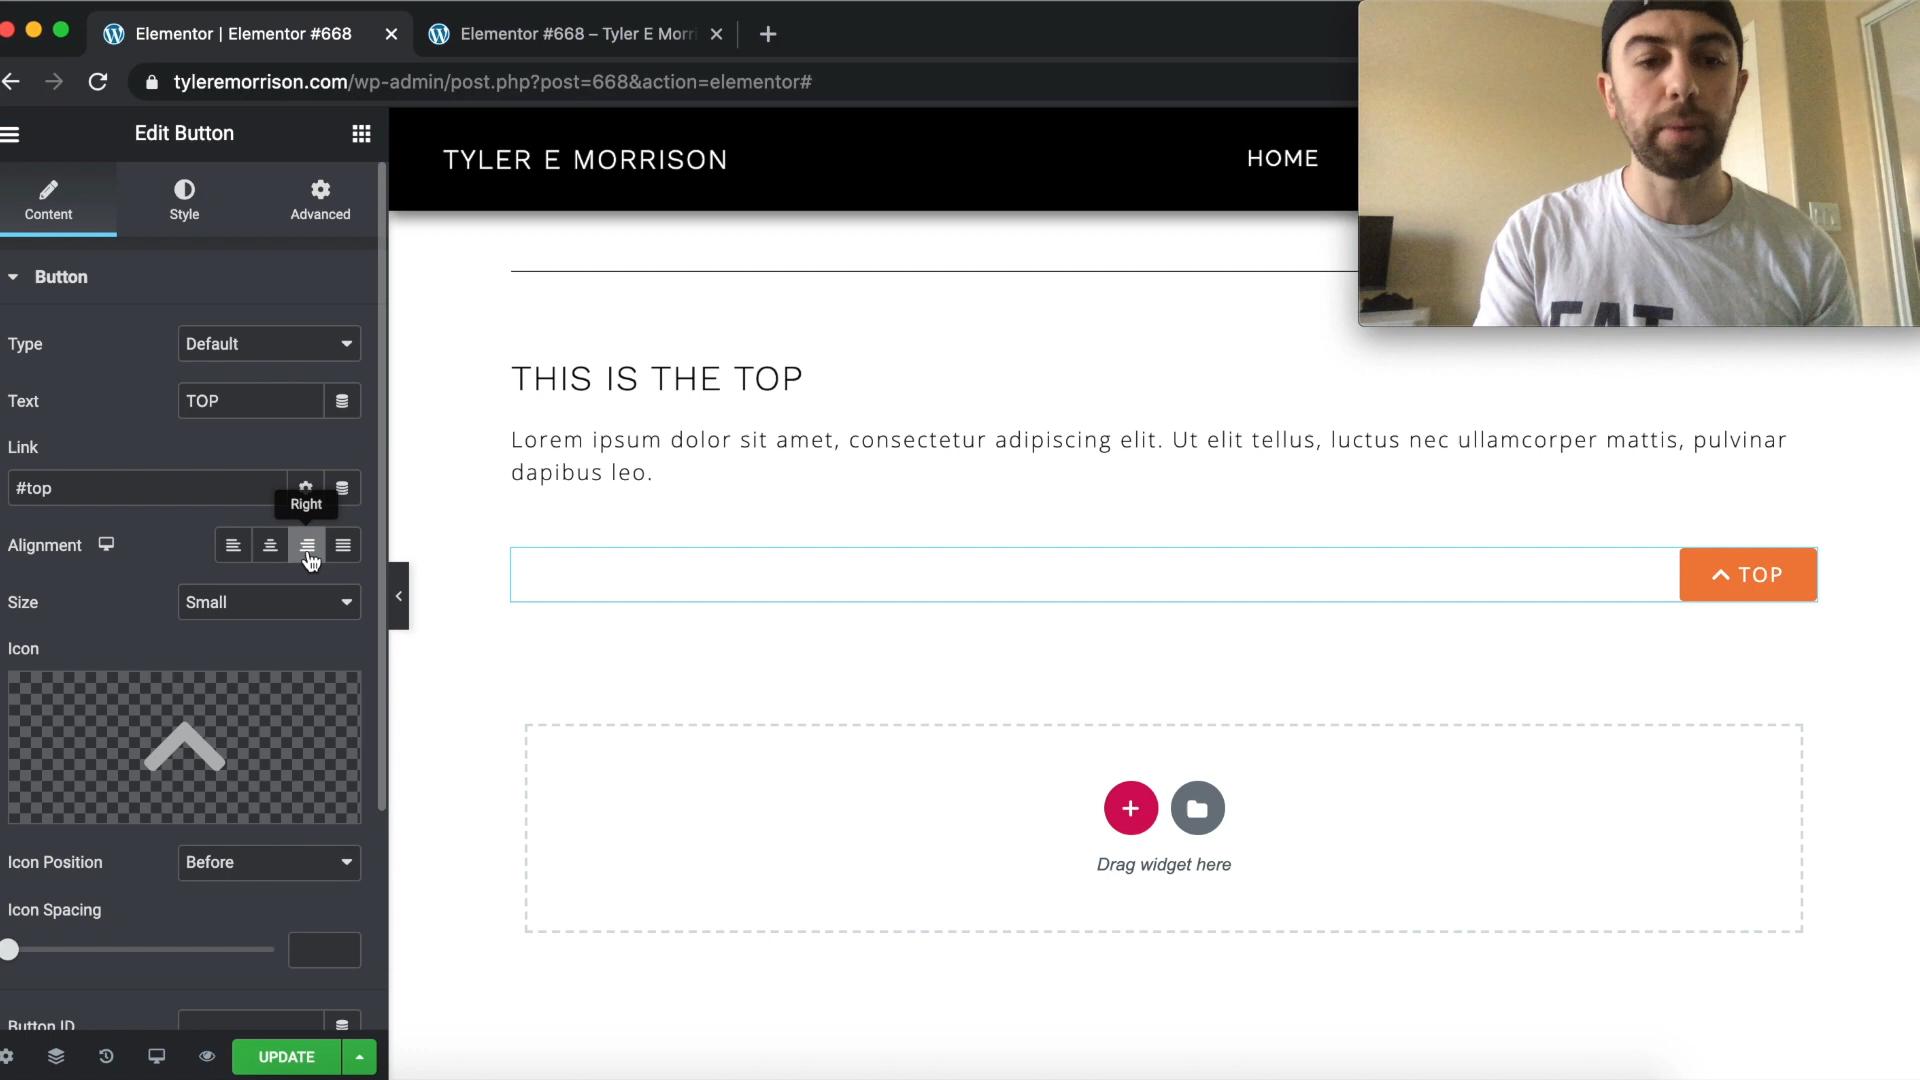 Elementor | Elementor #668
Elementor #668 – Tyler E Morri
tyleremorrison.com/wp-admin/post.php?post=668&action=elementor#
Edit Button
Content
Style
Advanced
Button
Type
Default
Text
TOP
Link
#top
Right
Alignment
Size
Small
Icon
Icon Position
Before
Icon Spacing
Button ID
UPDATE
TYLER E MORRISON
HOME
THIS IS THE TOP
Lorem ipsum dolor sit amet, consectetur adipiscing elit. Ut elit tellus, luctus nec ullamcorper mattis, pulvinar
dapibus leo.
TOP
Drag widget here
EAT